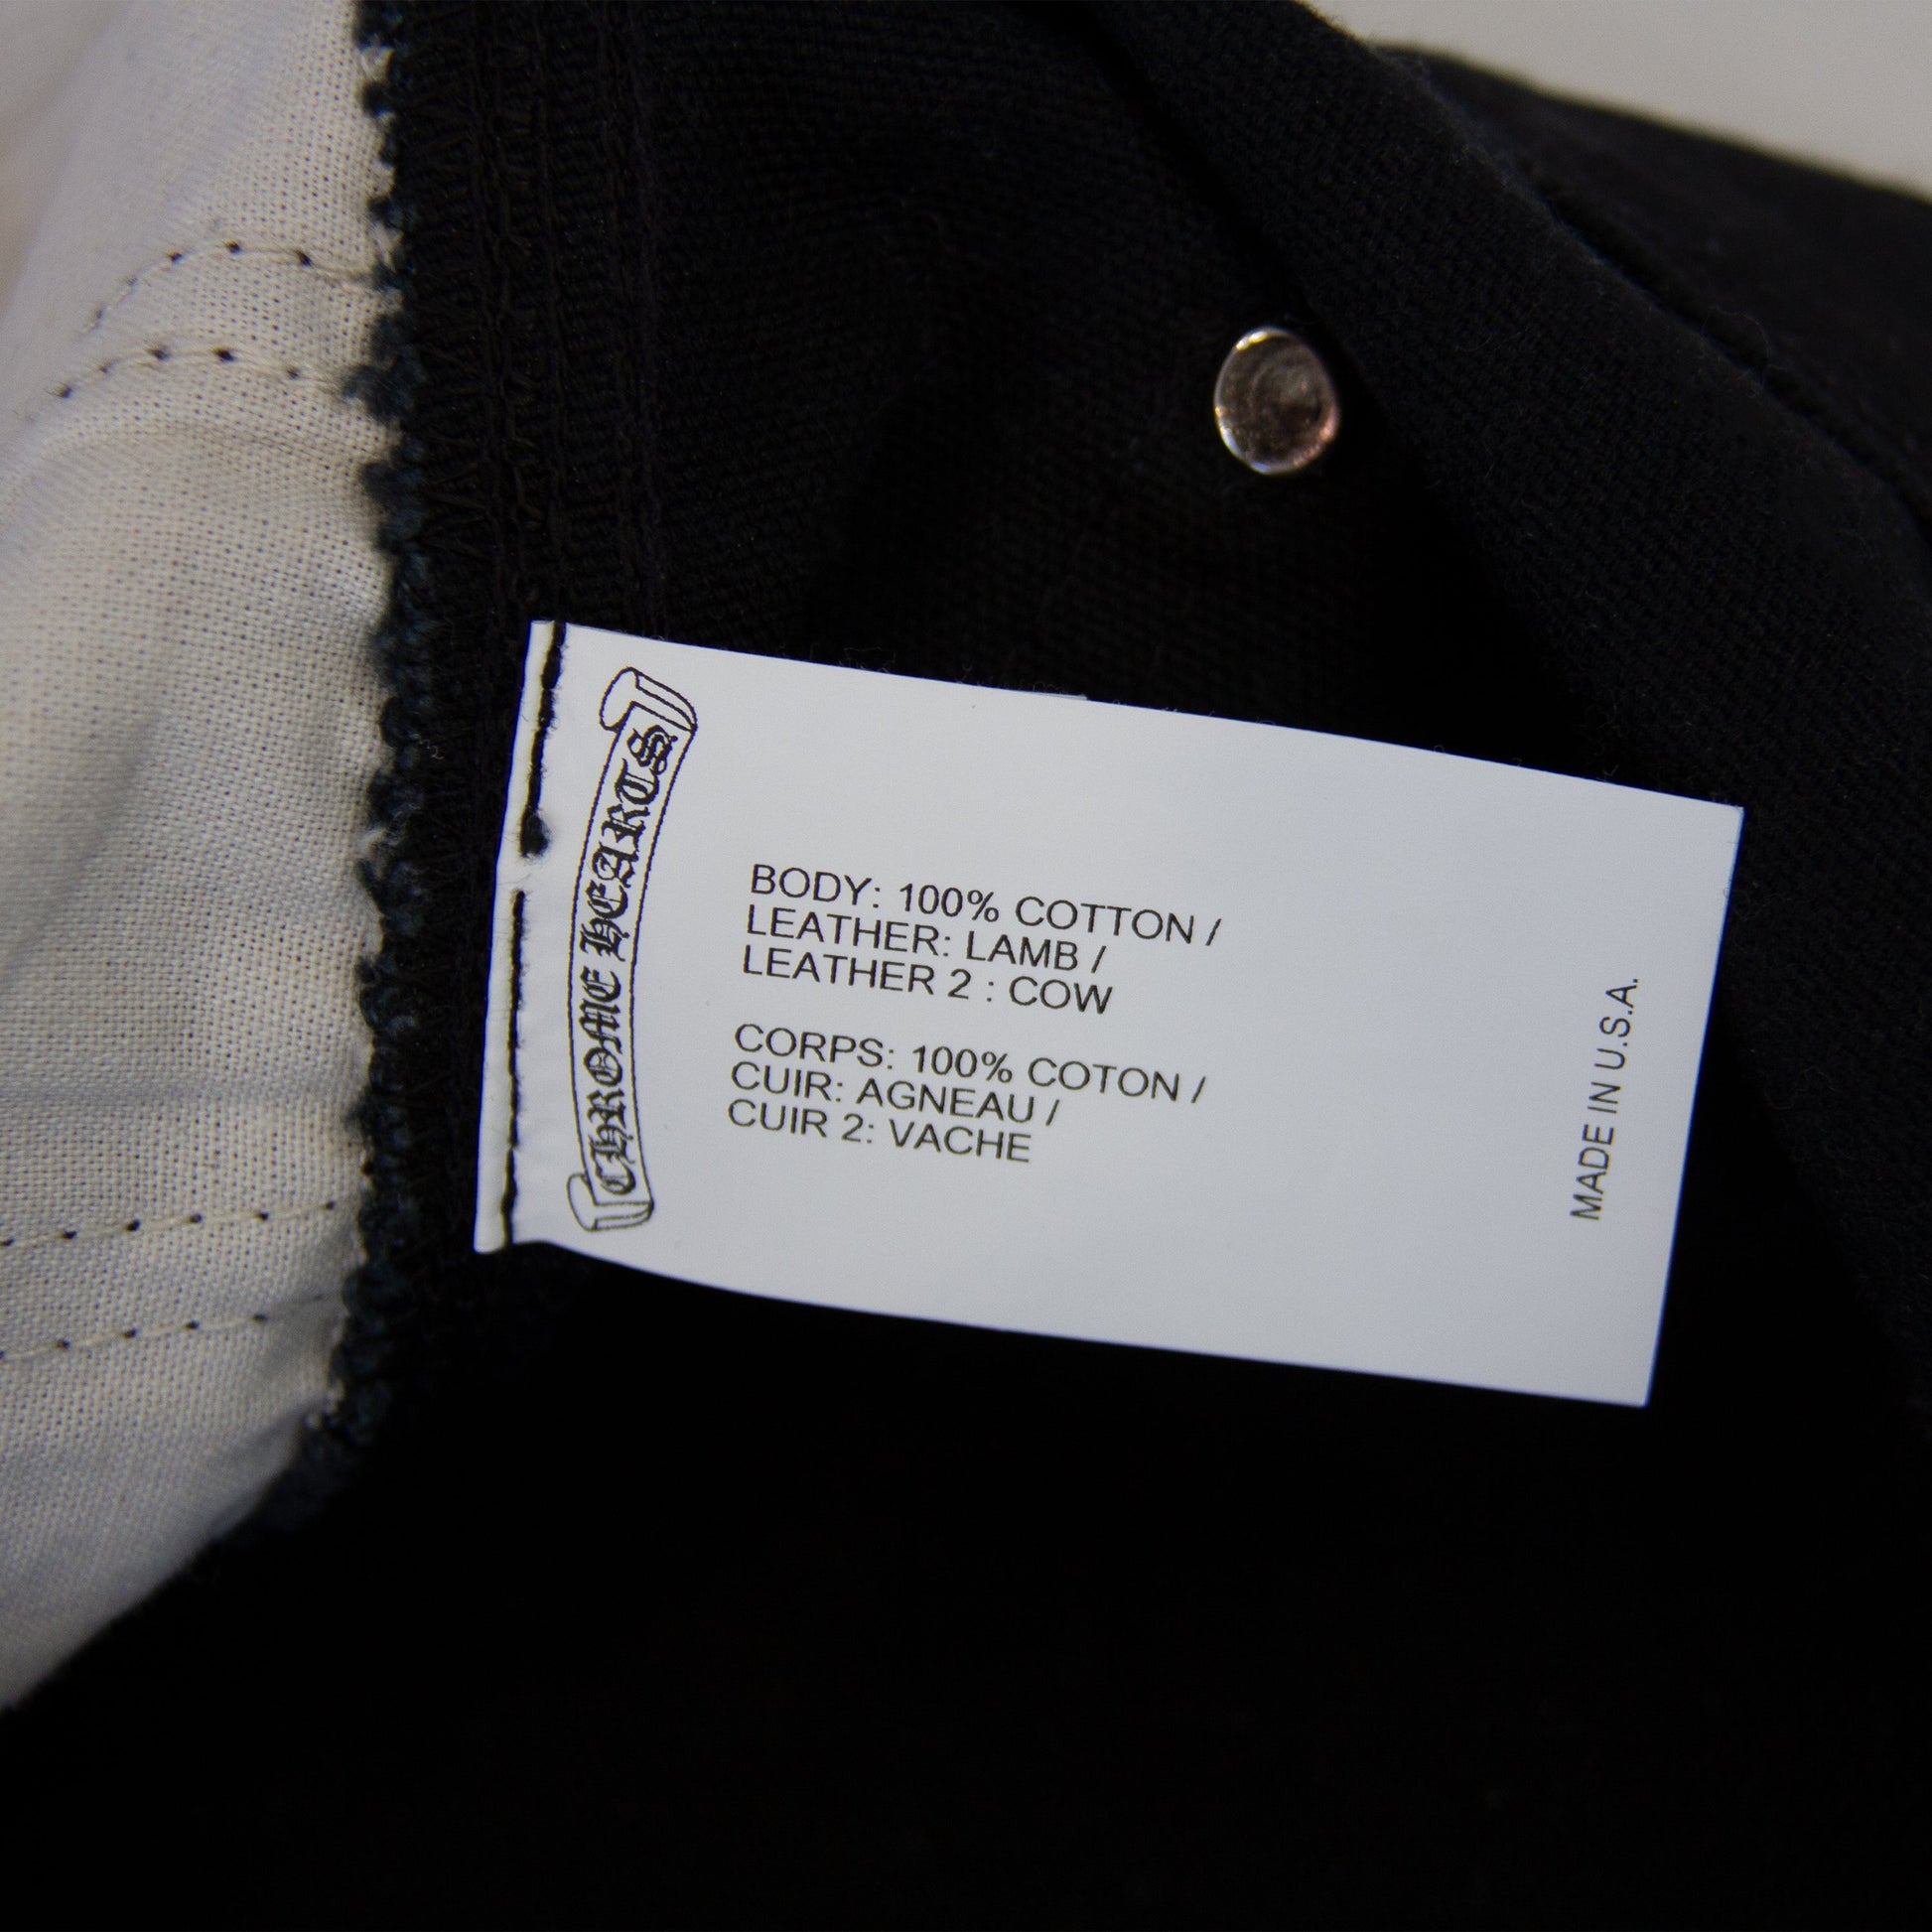 CHROME HEARTS
BODY: 100% COTTON /
LEATHER: LAMB /
LEATHER 2 : COW
CORPS: 100% COTON /
CUIR: AGNEAU /
CUIR 2: VACHE
MADE IN U.S.A.